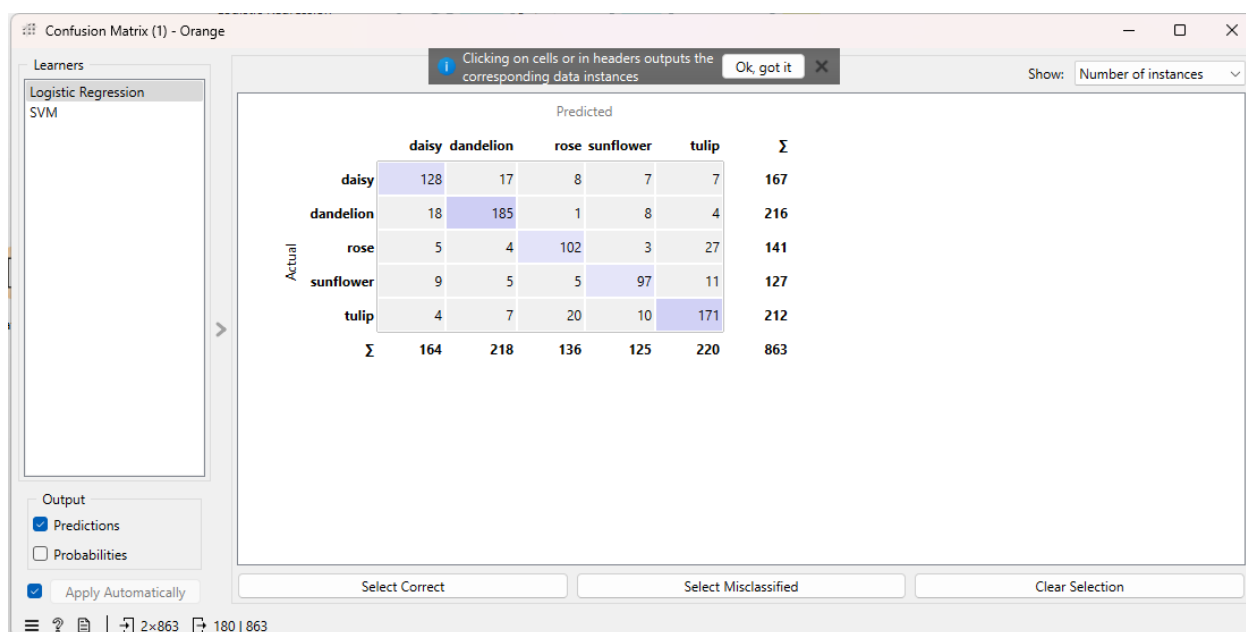 Confusion Matrix (1) - Orange
Learners
Logistic Regression
SVM
Clicking on cells or in headers outputs the
corresponding data instances
Ok, got it
Show: Number of instances
Predicted
daisy dandelion rose sunflower tulip Σ
daisy 128 17 8 7 7 167
dandelion 18 185 1 8 4 216
Actual
rose 5 4 102 3 27 141
sunflower 9 5 5 97 11 127
tulip 4 7 20 10 171 212
Σ 164 218 136 125 220 863
Output
Predictions
Probabilities
Apply Automatically
Select Correct
Select Misclassified
Clear Selection
2×863 180 | 863